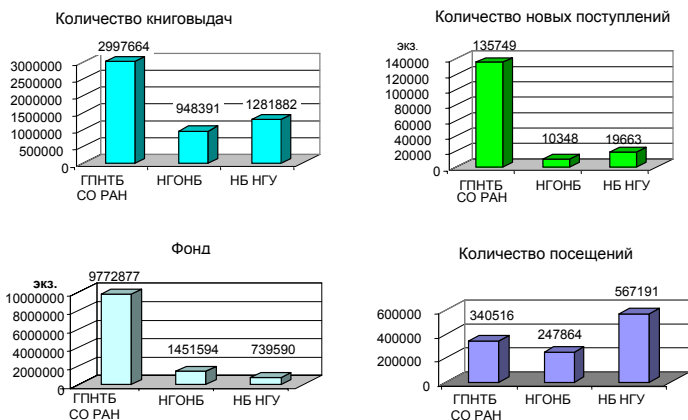 Количество книговыдач
2997664
3000000
2500000
2000000
1500000
1000000
500000
0
948391
1281882
ГПНТБ
СО РАН
НГОНБ
НБ НГУ
Количество новых поступлений
экз.
135749
140000
120000
100000
80000
60000
40000
20000
0
10348
19663
ГПНТБ
СО РАН
НГОНБ
НБ НГУ
Фонд
экз.
9772877
10000000
8000000
6000000
4000000
2000000
0
1451594
739590
ГПНТБ
СО РАН
НГОНБ
НБ НГУ
Количество посещений
567191
600000
400000
200000
0
340516
247864
ГПНТБ
СО РАН
НГОНБ
НБ НГУ